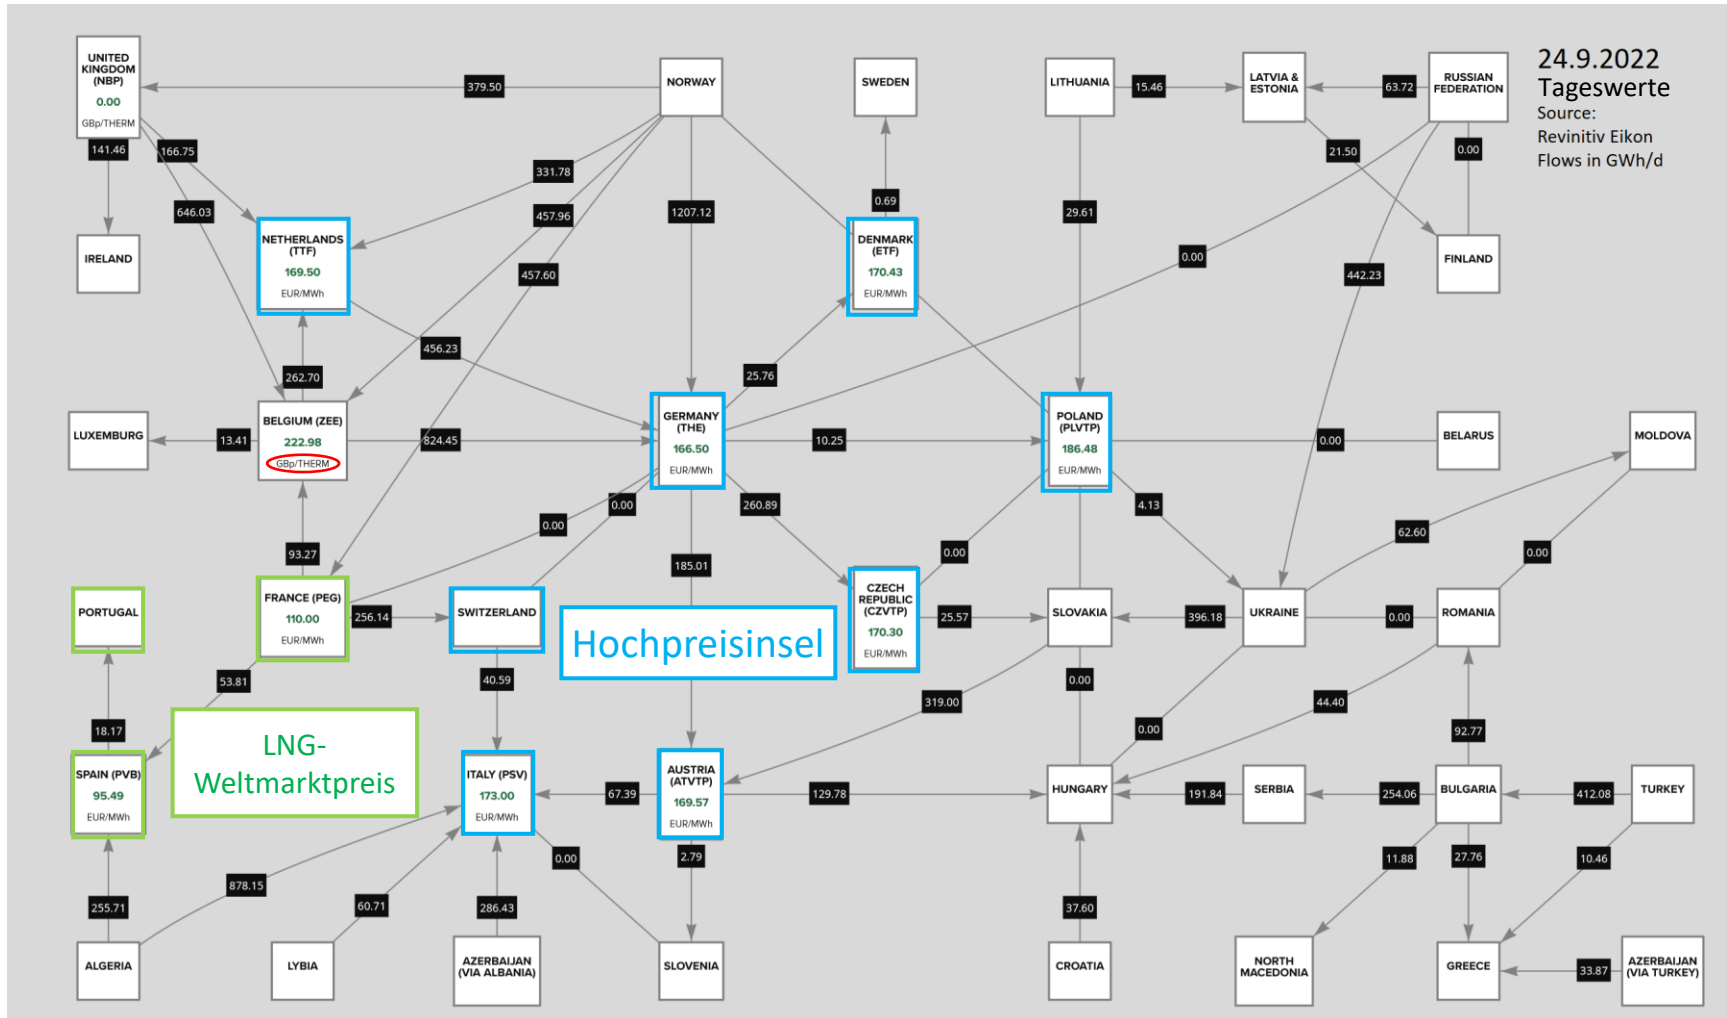 UNITED
KINGDOM
(NBP)
0.00
GBp/THERM
379.50
NORWAY
SWEDEN
LITHUANIA
15.46
LATVIA &
ESTONIA
63.72
RUSSIAN
FEDERATION
24.9.2022
Tageswerte
Source:
Revinitiv Eikon
Flows in GWh/d
141.46
166.75
331.78
21.50
0.00
646.03
457.96
1207.12
0.69
29.61
IRELAND
NETHERLANDS
(TTF)
169.50
EUR/MWh
457.60
DENMARK
(ETF)
170.43
EUR/MWh
0.00
442.23
FINLAND
456.23
262.70
25.76
LUXEMBURG
13.41
BELGIUM (ZEE)
222.98
GBp/THERM
824.45
GERMANY
(THE)
166.50
EUR/MWh
10.25
POLAND
(PLVTP)
186.48
EUR/MWh
0.00
BELARUS
MOLDOVA
0.00
0.00
260.89
4.13
62.60
93.27
185.01
0.00
0.00
PORTUGAL
FRANCE (PEG)
110.00
EUR/MWh
256.14
SWITZERLAND
Hochpreisinsel
CZECH
REPUBLIC
(CZVTP)
170.30
EUR/MWh
25.57
SLOVAKIA
396.18
UKRAINE
0.00
ROMANIA
53.81
40.59
0.00
319.00
44.40
18.17
LNG-
Weltmarktpreis
0.00
92.77
SPAIN (PVB)
95.49
EUR/MWh
ITALY (PSV)
173.00
EUR/MWh
67.39
AUSTRIA
(ATVTP)
169.57
EUR/MWh
129.78
HUNGARY
191.84
SERBIA
254.06
BULGARIA
412.08
TURKEY
878.15
0.00
2.79
11.88
27.76
10.46
255.71
60.71
286.43
37.60
ALGERIA
LYBIA
AZERBAIJAN
(VIA ALBANIA)
SLOVENIA
CROATIA
NORTH
MACEDONIA
GREECE
33.87
AZERBAIJAN
(VIA TURKEY)